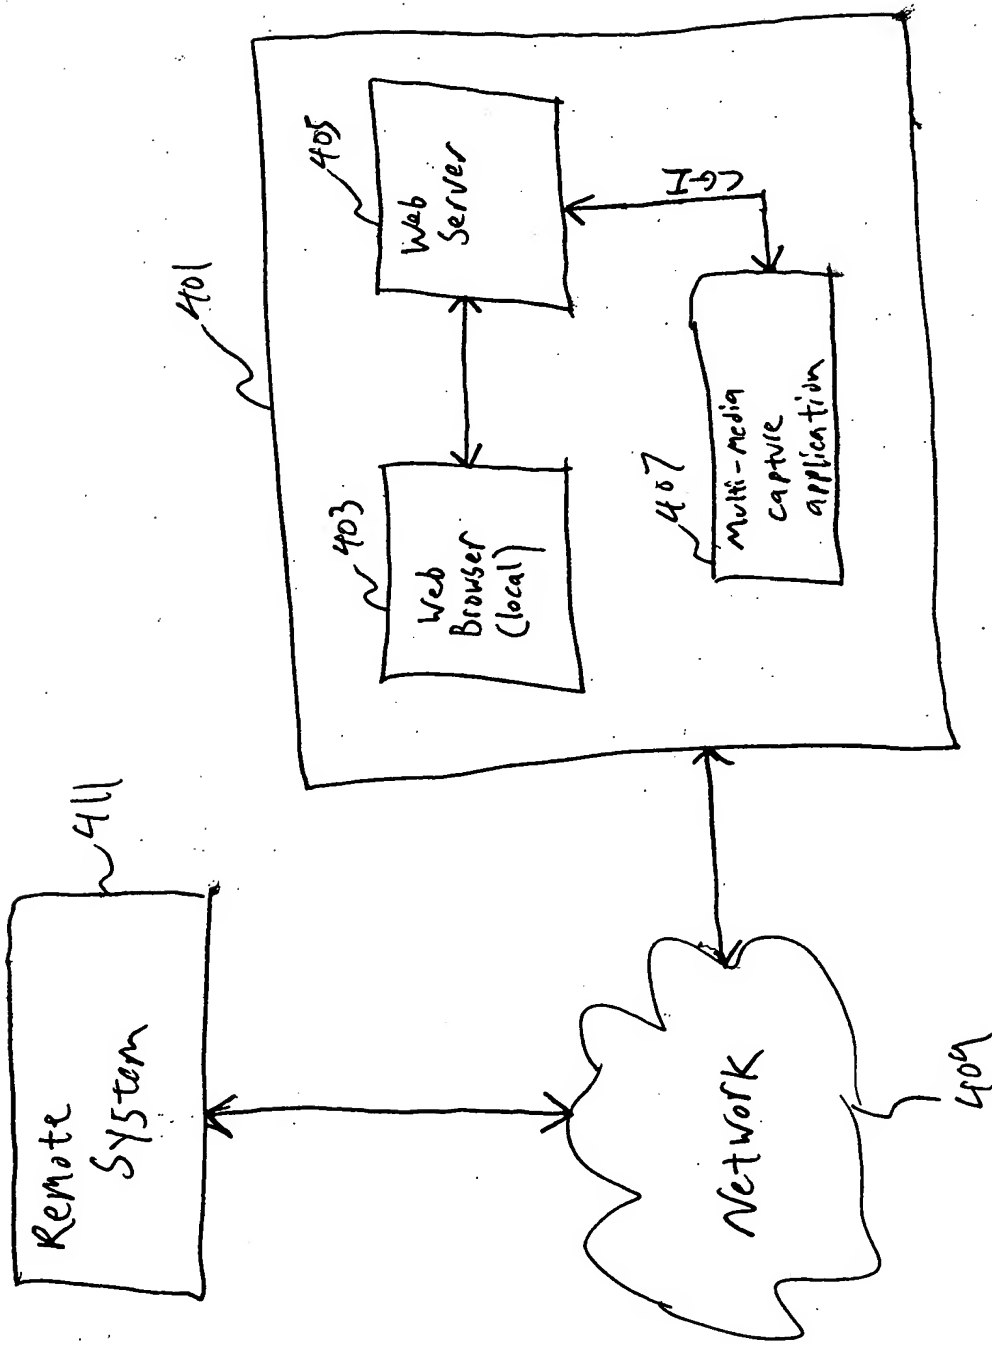 Remote
System
411
Network
409
401
Web
Browser
(local)
403
Web
Server
405
CGI
Multi-media
capture
application
407